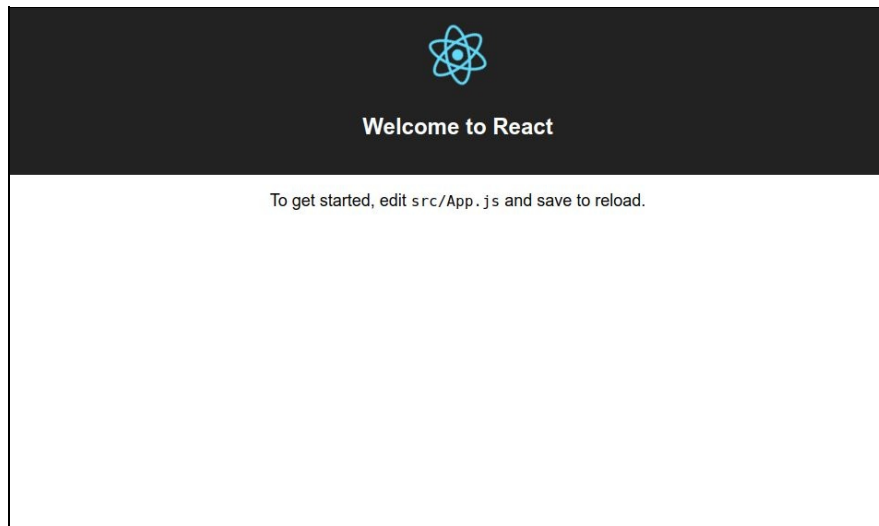 Welcome to React
To get started, edit src/App.js and save to reload.